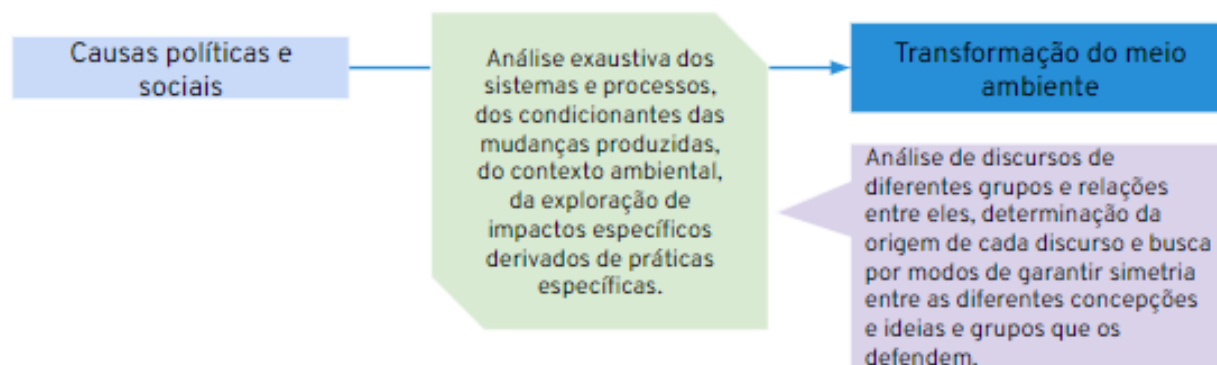 Causas políticas e
sociais
Análise exaustiva dos
sistemas e processos,
dos condicionantes das
mudanças produzidas,
do contexto ambiental,
da exploração de
impactos específicos
derivados de práticas
específicas.
Transformação do meio
ambiente
Análise de discursos de
diferentes grupos e relações
entre eles, determinação da
origem de cada discurso e busca
por modos de garantir simetria
entre as diferentes concepções
e ideias e grupos que os
defendem.